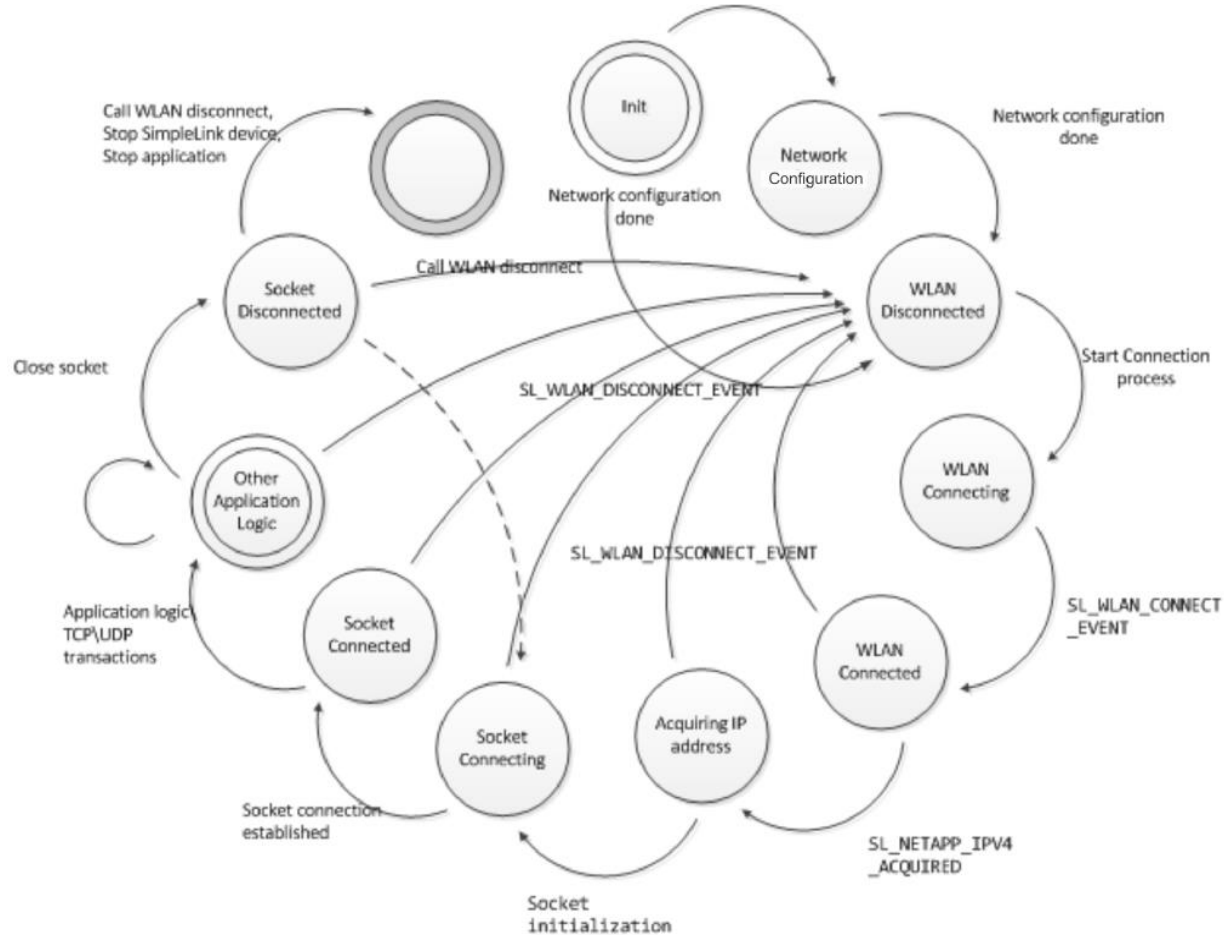 Init
Call WLAN disconnect,
Stop SimpleLink device,
Stop application
Network configuration
done
Network
Configuration
Network configuration
done
Call WLAN disconnect
Socket
Disconnected
WLAN
Disconnected
Close socket
Start Connection
process
SL_WLAN_DISCONNECT_EVENT
Other
Application
Logic
WLAN
Connecting
SL_WLAN_DISCONNECT_EVENT
Application logic\
TCP\UDP
transactions
Socket
Connected
SL_WLAN_CONNECT
_EVENT
WLAN
Connected
Socket
Connecting
Acquiring IP
address
Socket connection
established
SL_NETAPP_IPV4
_ACQUIRED
Socket
initialization